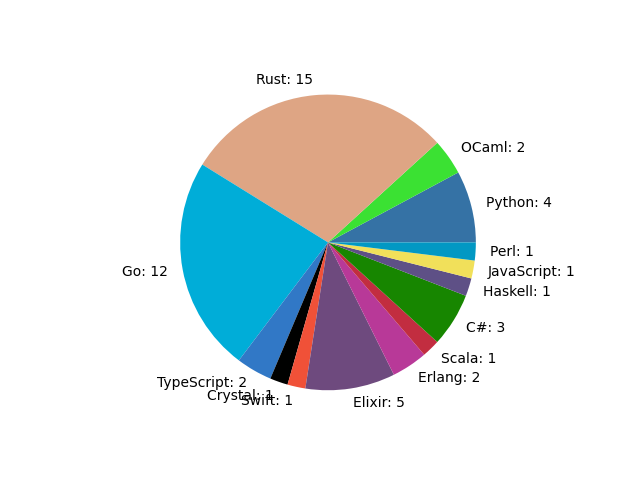 Rust: 15
OCaml: 2
Python: 4
Go: 12
Perl: 1
JavaScript: 1
Haskell: 1
C#: 3
Scala: 1
Erlang: 2
TypeScript: 2
Crystal: 1
Swift: 1
Elixir: 5